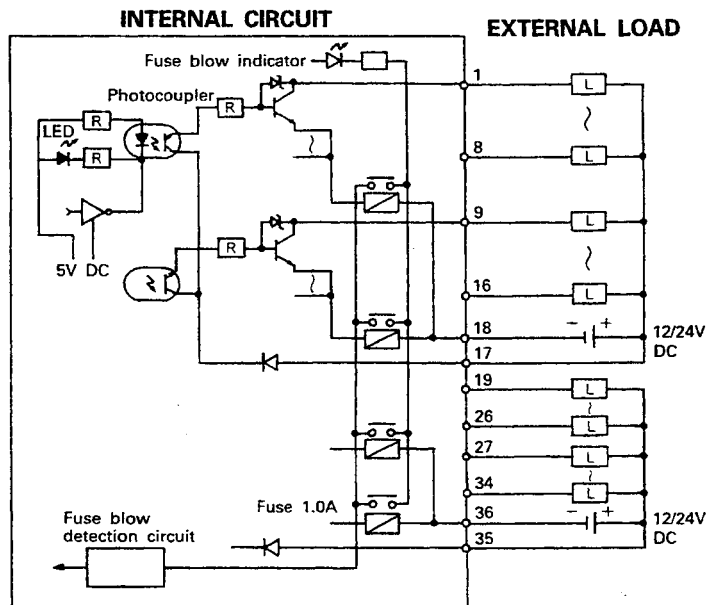 INTERNAL CIRCUIT
EXTERNAL LOAD
Fuse blow indicator
Photocoupler
LED
R
R
R
5V DC
R
1
L
8
L
9
L
16
L
18
- +
12/24V
DC
17
19
L
26
L
27
L
34
L
36
- +
12/24V
DC
35
Fuse 1.0A
Fuse blow
detection circuit